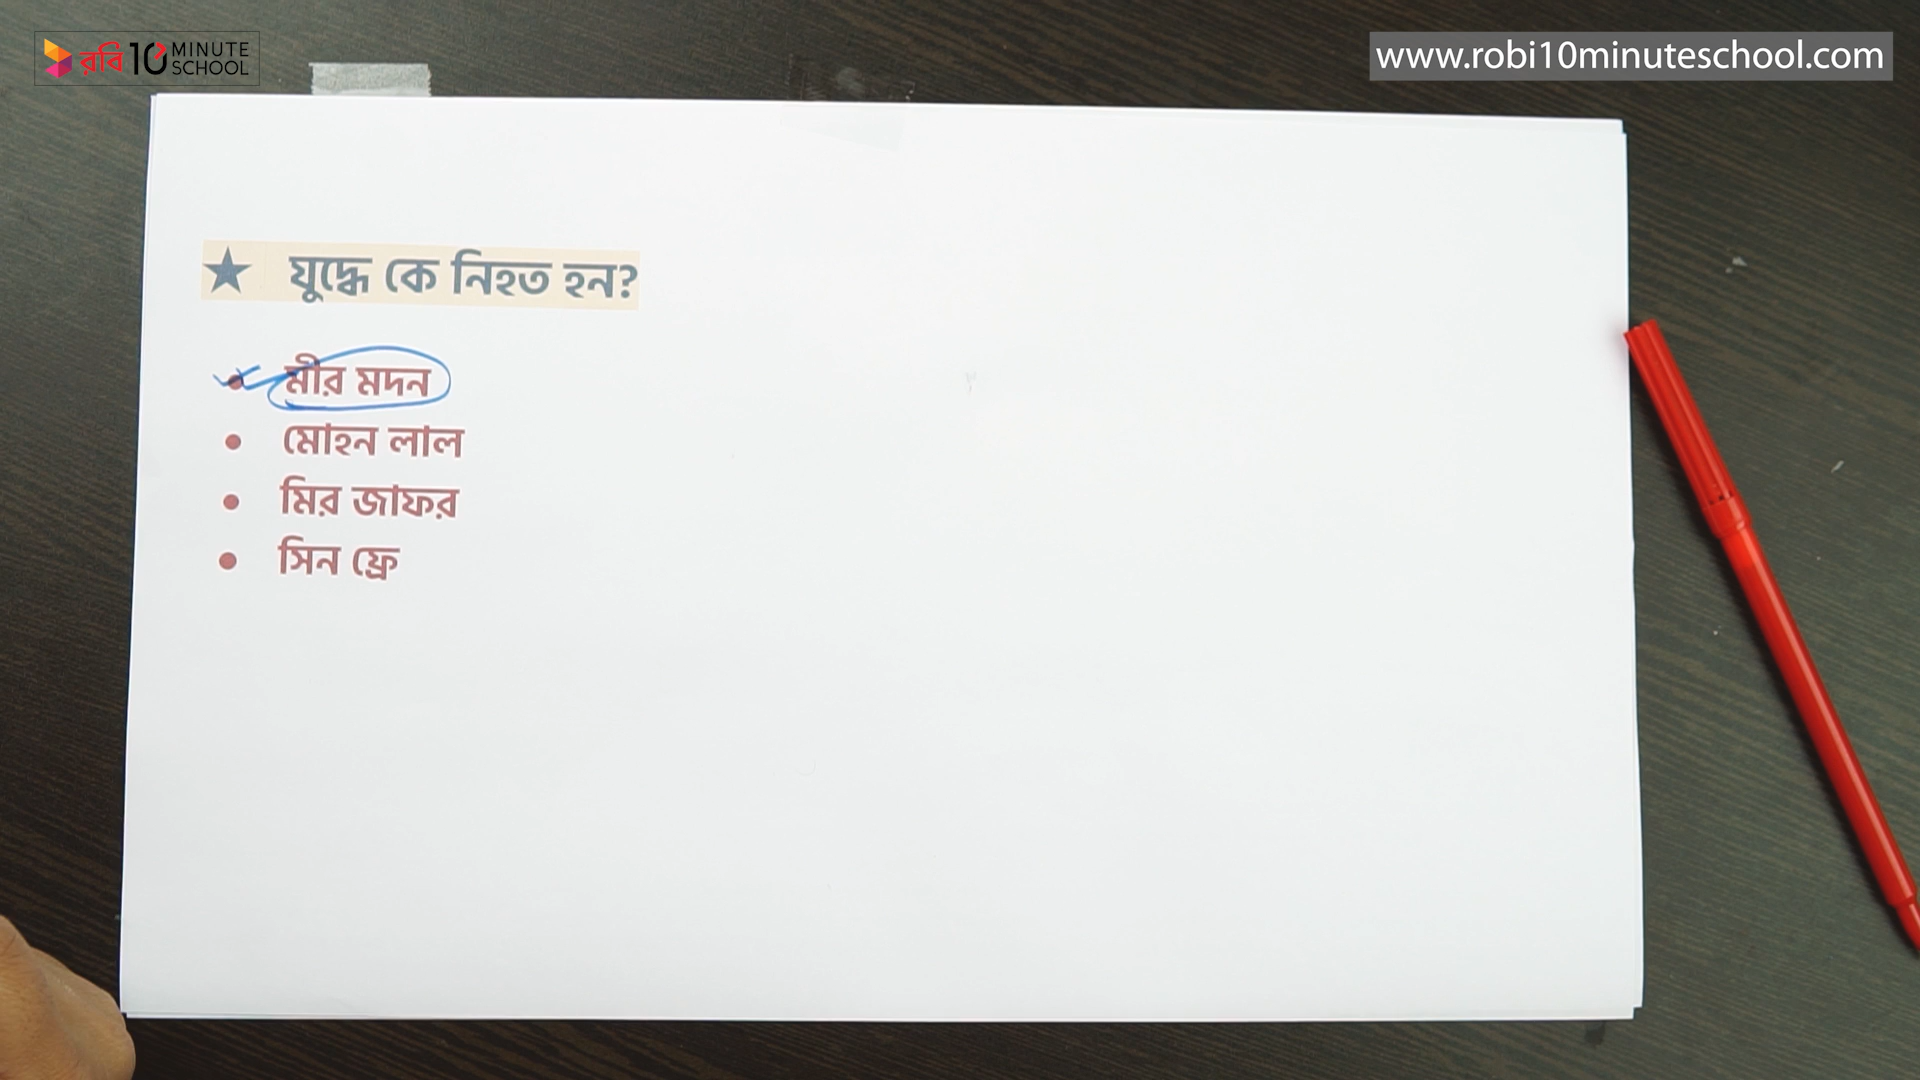 রবি 10 MINUTE SCHOOL
www.robi10minuteschool.com
★ যুদ্ধে কে নিহত হন?
• মীর মদন
• মোহন লাল
• মির জাফর
• সিন ফ্রে